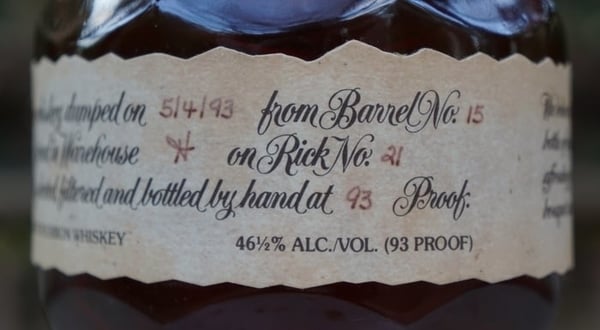 dumped on 5/4/93 from Barrel No. 15
in Warehouse H on Rick No. 21
filtered and bottled by hand at 93 Proof.
WHISKEY
46½% ALC./VOL. (93 PROOF)